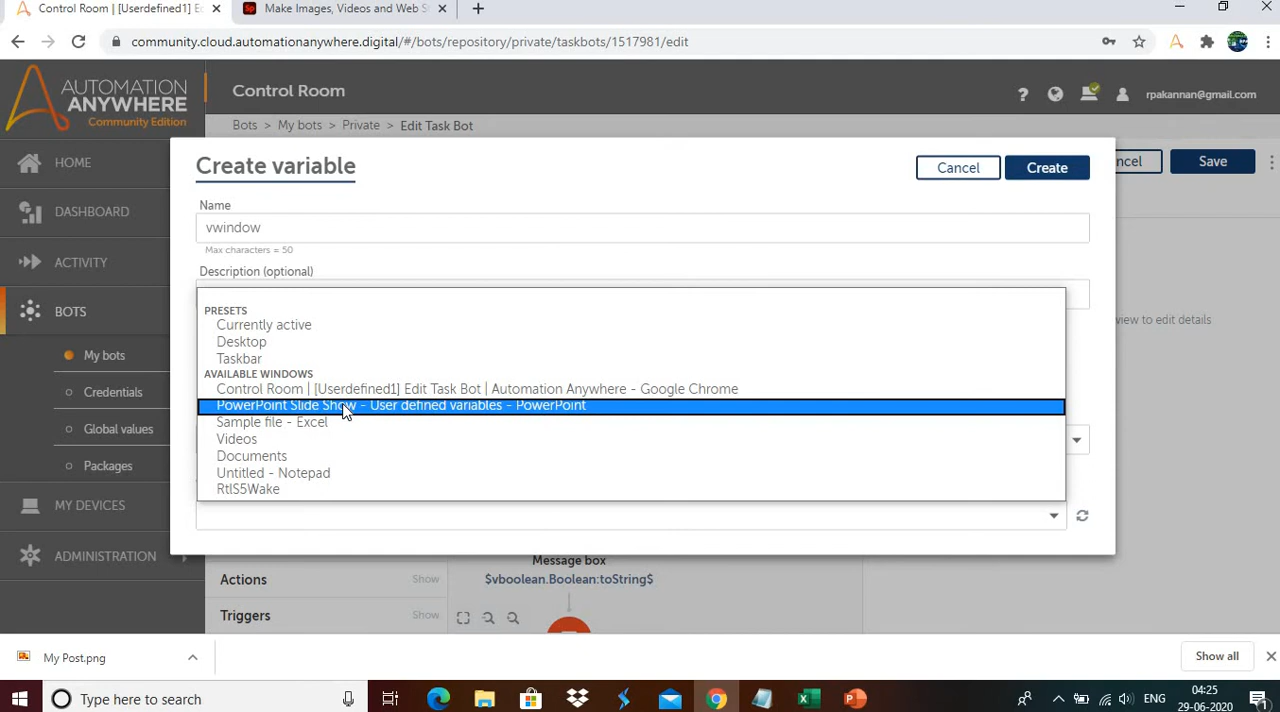 Control Room | [Userdefined1] Ed
Make Images, Videos and Web S
community.cloud.automationanywhere.digital/#/bots/repository/private/taskbots/1517981/edit
AUTOMATION
ANYWHERE
Community Edition
Control Room
rpakannan@gmail.com
Bots > My bots > Private > Edit Task Bot
HOME
DASHBOARD
ACTIVITY
BOTS
My bots
Credentials
Global values
Packages
MY DEVICES
ADMINISTRATION
Create variable
Cancel
Create
ncel
Save
Name
vwindow
Max characters = 50
Description (optional)
PRESETS
Currently active
Desktop
Taskbar
AVAILABLE WINDOWS
Control Room | [Userdefined1] Edit Task Bot | Automation Anywhere - Google Chrome
PowerPoint Slide Show - User defined variables - PowerPoint
Sample file - Excel
Videos
Documents
Untitled - Notepad
RtlS5Wake
view to edit details
Message box
$vboolean.Boolean:toString$
Actions
Show
Triggers
Show
My Post.png
Show all
Type here to search
ENG
04:25
29-06-2020
1